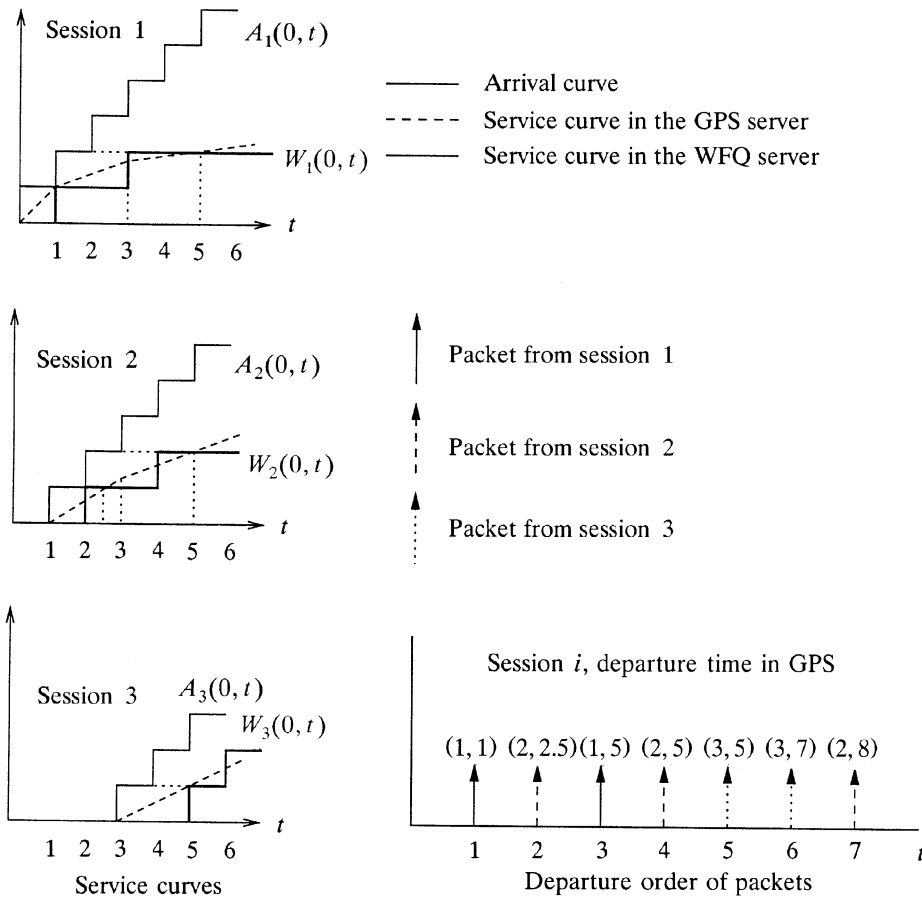 Session 1
A₁(0, t)
Arrival curve
Service curve in the GPS server
Service curve in the WFQ server
W₁(0, t)
t
1 2 3 4 5 6
Session 2
A₂(0, t)
W₂(0, t)
t
1 2 3 4 5 6
Packet from session 1
Packet from session 2
Packet from session 3
Session 3
A₃(0, t)
W₃(0, t)
t
1 2 3 4 5 6
Service curves
Session i, departure time in GPS
(1, 1) (2, 2.5) (1, 5) (2, 5) (3, 5) (3, 7) (2, 8)
1 2 3 4 5 6 7 t
Departure order of packets